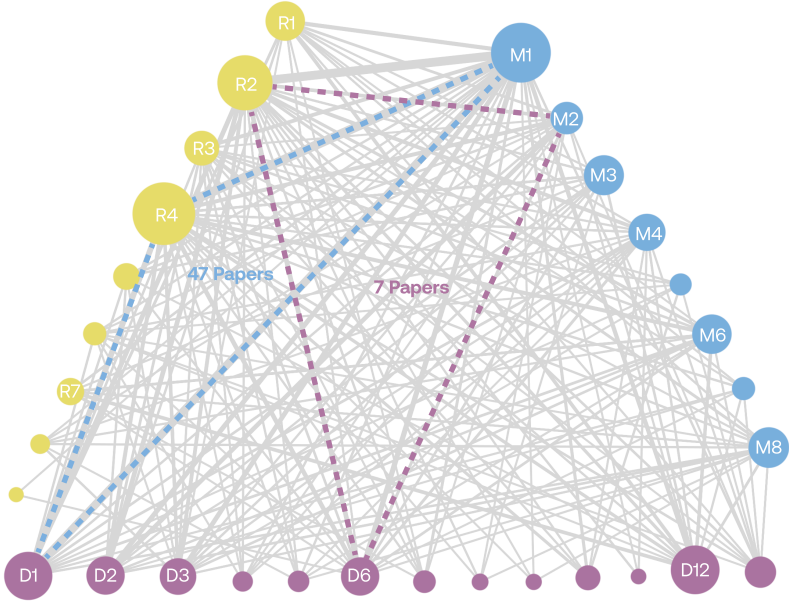 R1
M1
R2
M2
R3
M3
R4
M4
47 Papers
7 Papers
M6
R7
M8
D1
D2
D3
D6
D12